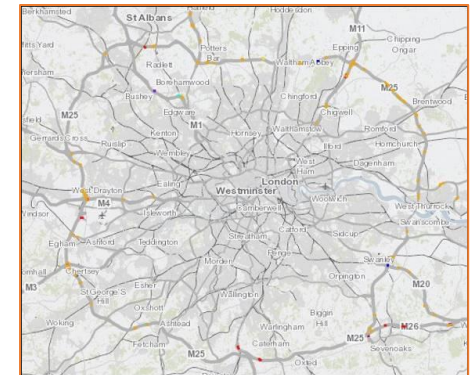 Berkhamsted
Hatfield
Hoddesdon
St Albans
M11
Chipping
Ongar
Epping
Potters
Bar
Waltham Abbey
Radlett
Borehamwood
M25
Bushey
Chingford
Brentwood
Edgware
Chigwell
M25
M1
Hornsey
Walthamstow
Romford
Gerrards Cross
Kenton
Ilford
Hornchurch
Ruislip
Wembley
West
Ham
Dagenham
West Drayton
Ealing
London
Westminster
M4
Woolwich
West Thurrock
Windsor
Isleworth
Camberwell
Swanscombe
Egham
Ashford
Teddington
Streatham
Catford
Sidcup
Penge
Swanley
Chertsey
Morden
Orpington
M3
St George's
Hill
Esher
Wallington
M20
Oxshott
Biggin
Hill
Woking
Ashtead
Warlingham
M26
Fetcham
Caterham
M25
Sevenoaks
M25
Oxted